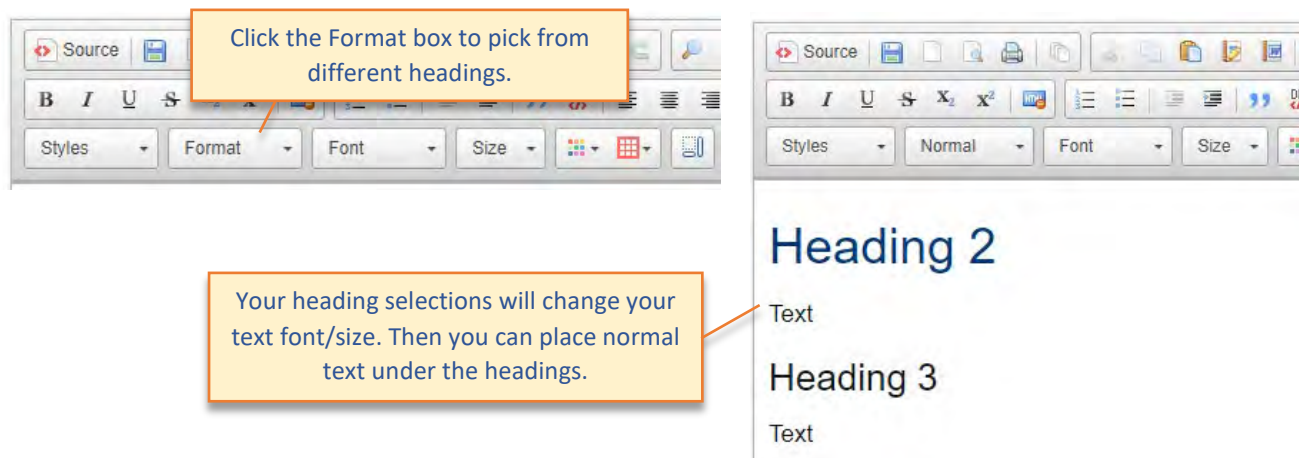 Click the Format box to pick from
different headings.
Source
B I U S
Styles Format Font Size
Source
B I U S X₂ X²
Styles Normal Font Size
Heading 2
Text
Heading 3
Text
Your heading selections will change your
text font/size. Then you can place normal
text under the headings.